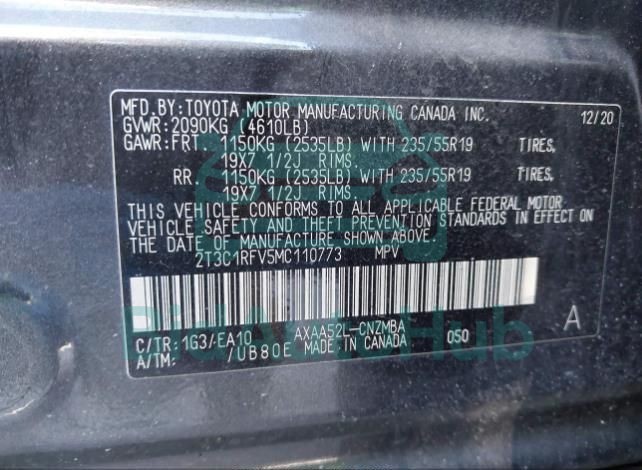 MFD.BY:TOYOTA MOTOR MANUFACTURING CANADA INC. 12/20
GVWR:2090KG (4610LB)
GAWR:FRT. 1150KG (2535LB) WITH 235/55R19 TIRES,
19X7 1/2J RIMS.
RR. 1150KG (2535LB) WITH 235/55R19 TIRES,
19X7 1/2J RIMS.
THIS VEHICLE CONFORMS TO ALL APPLICABLE FEDERAL MOTOR
VEHICLE SAFETY AND THEFT PREVENTION STANDARDS IN EFFECT ON
THE DATE OF MANUFACTURE SHOWN ABOVE.
2T3C1RFV5MC110773 MPV
C/TR:1G3/-EA10 AXAA52L-CNZMBA 050 A
A/TM: /UB80E MADE IN CANADA
BidAutoHub